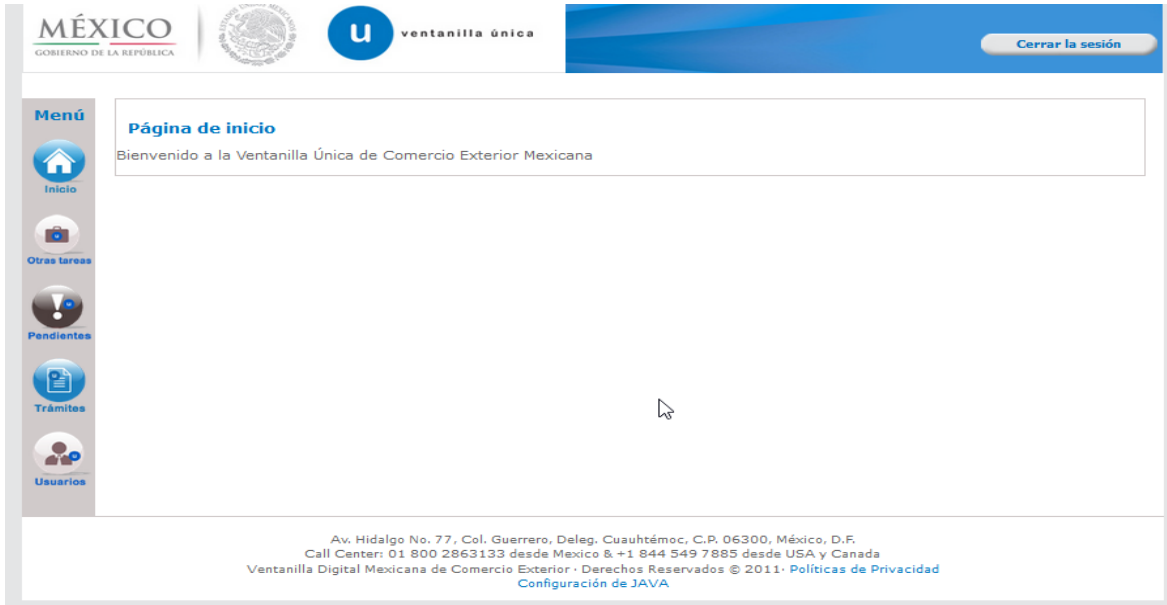 MÉXICO
GOBIERNO DE LA REPÚBLICA
u
ventanilla única
Cerrar la sesión
Menú
Inicio
Otras tareas
Pendientes
Trámites
Usuarios
Página de inicio
Bienvenido a la Ventanilla Única de Comercio Exterior Mexicana
Av. Hidalgo No. 77, Col. Guerrero, Deleg. Cuauhtémoc, C.P. 06300, México, D.F.
Call Center: 01 800 2863133 desde Mexico & +1 844 549 7885 desde USA y Canada
Ventanilla Digital Mexicana de Comercio Exterior · Derechos Reservados © 2011· Políticas de Privacidad
Configuración de JAVA